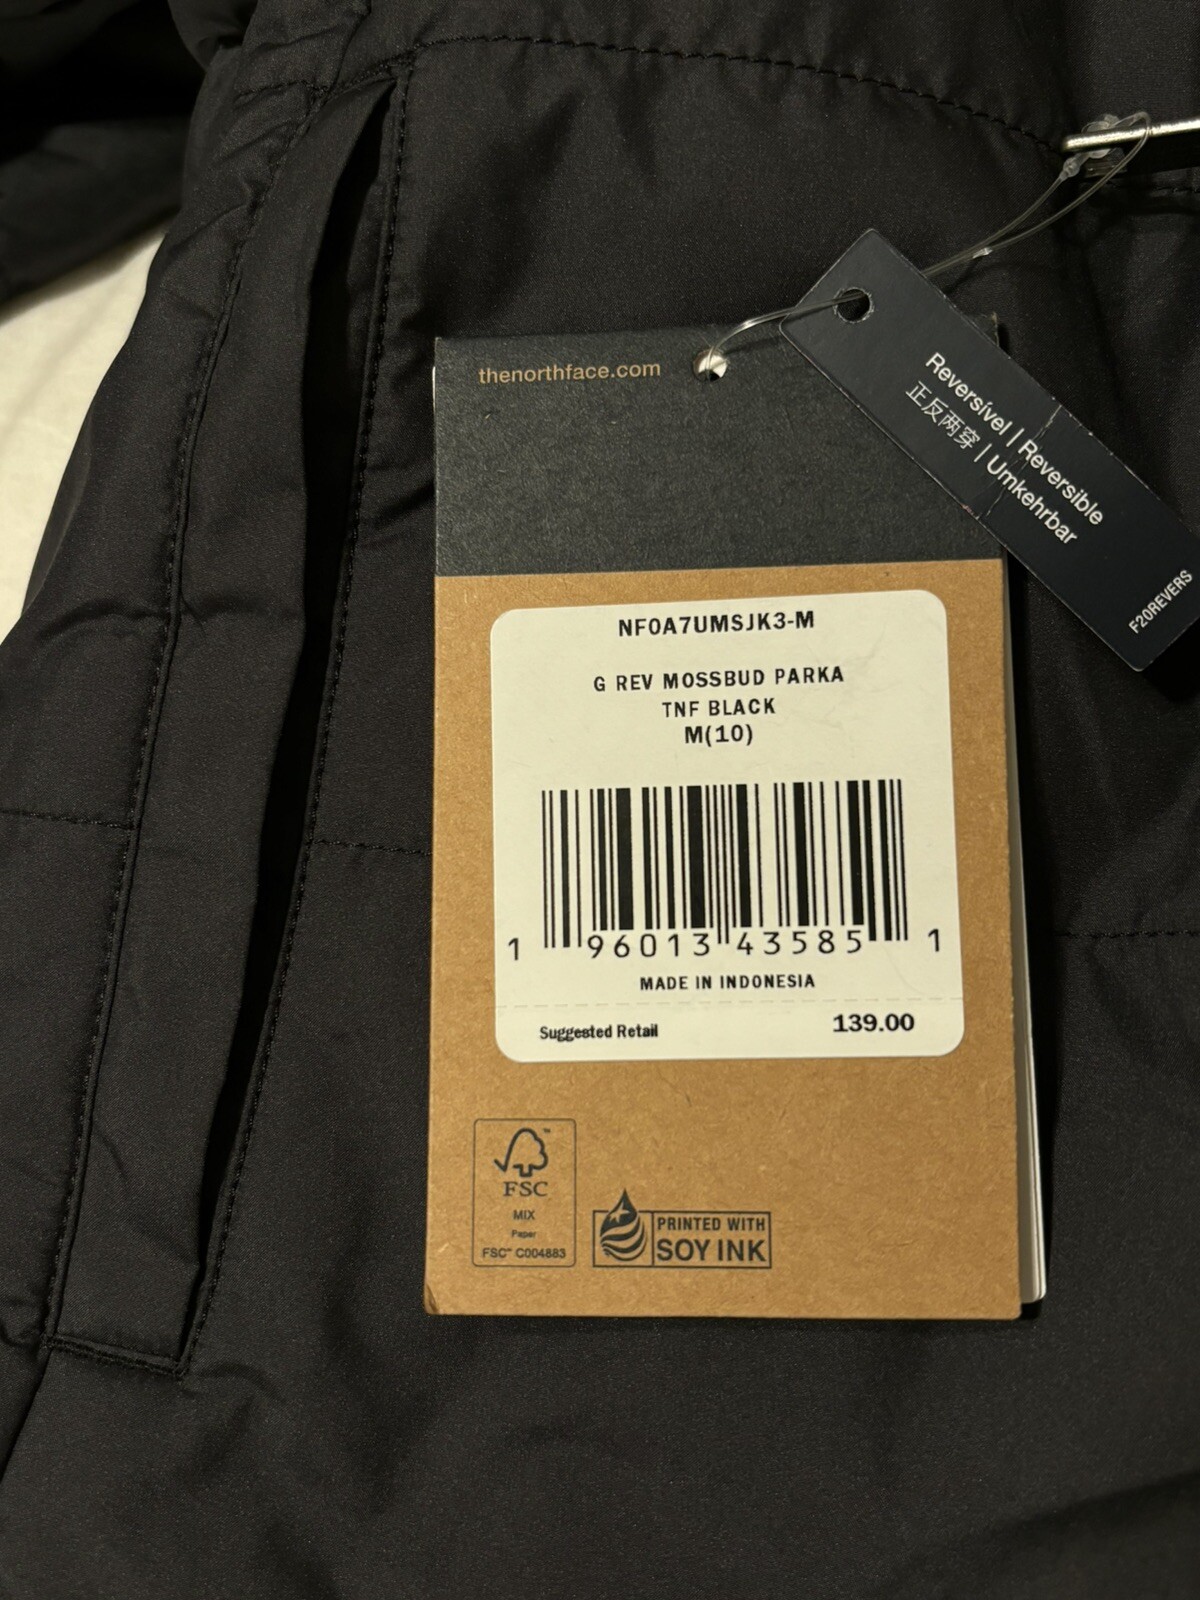 thenorthface.com
Reversível | Reversible
正反两穿 | Umkehrbar
F20REVERS
NF0A7UMSJK3-M
G REV MOSSBUD PARKA
TNF BLACK
M(10)
1 96013 43585 1
MADE IN INDONESIA
Suggested Retail 139.00
FSC
MIX
Paper
FSC™ C004883
PRINTED WITH
SOY INK